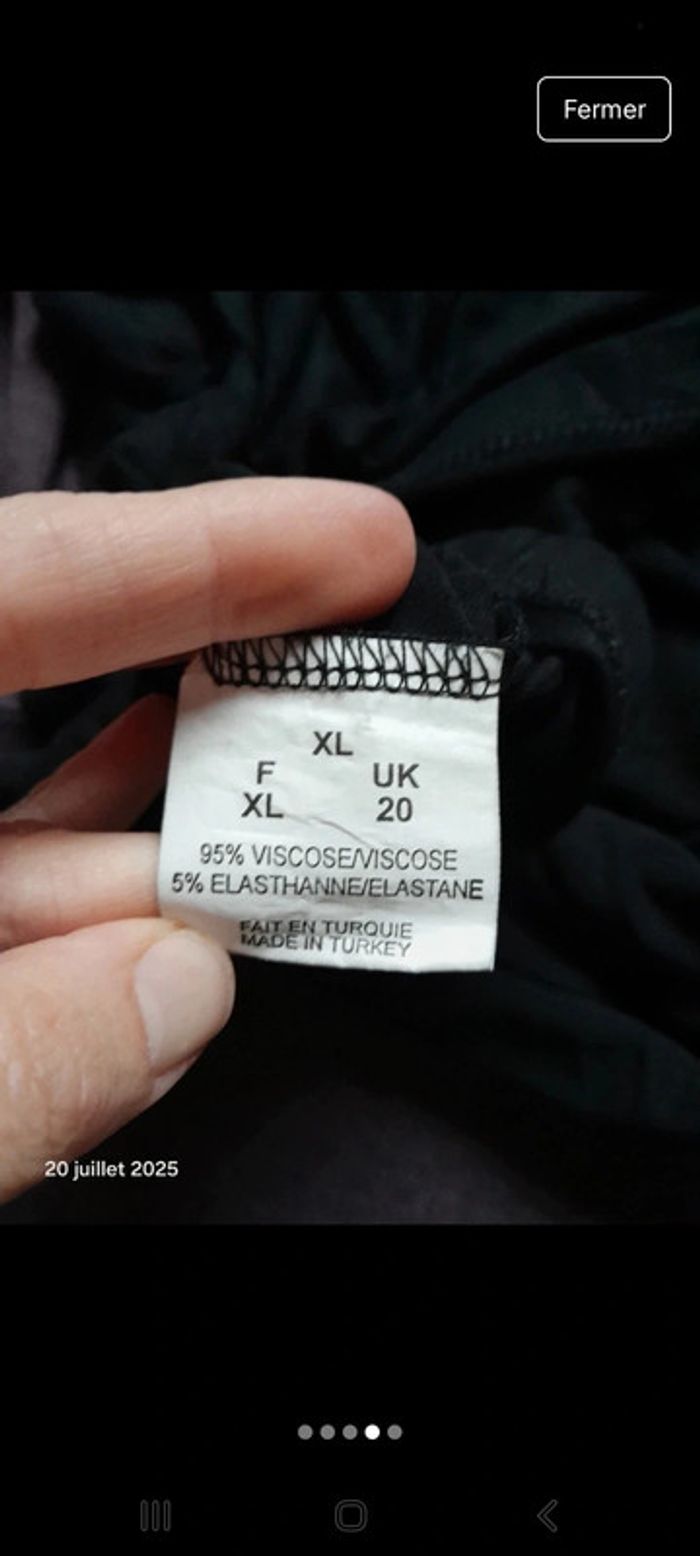 Fermer
XL
F UK
XL 20
95% VISCOSE/VISCOSE
5% ELASTHANNE/ELASTANE
FAIT EN TURQUIE
MADE IN TURKEY
20 juillet 2025